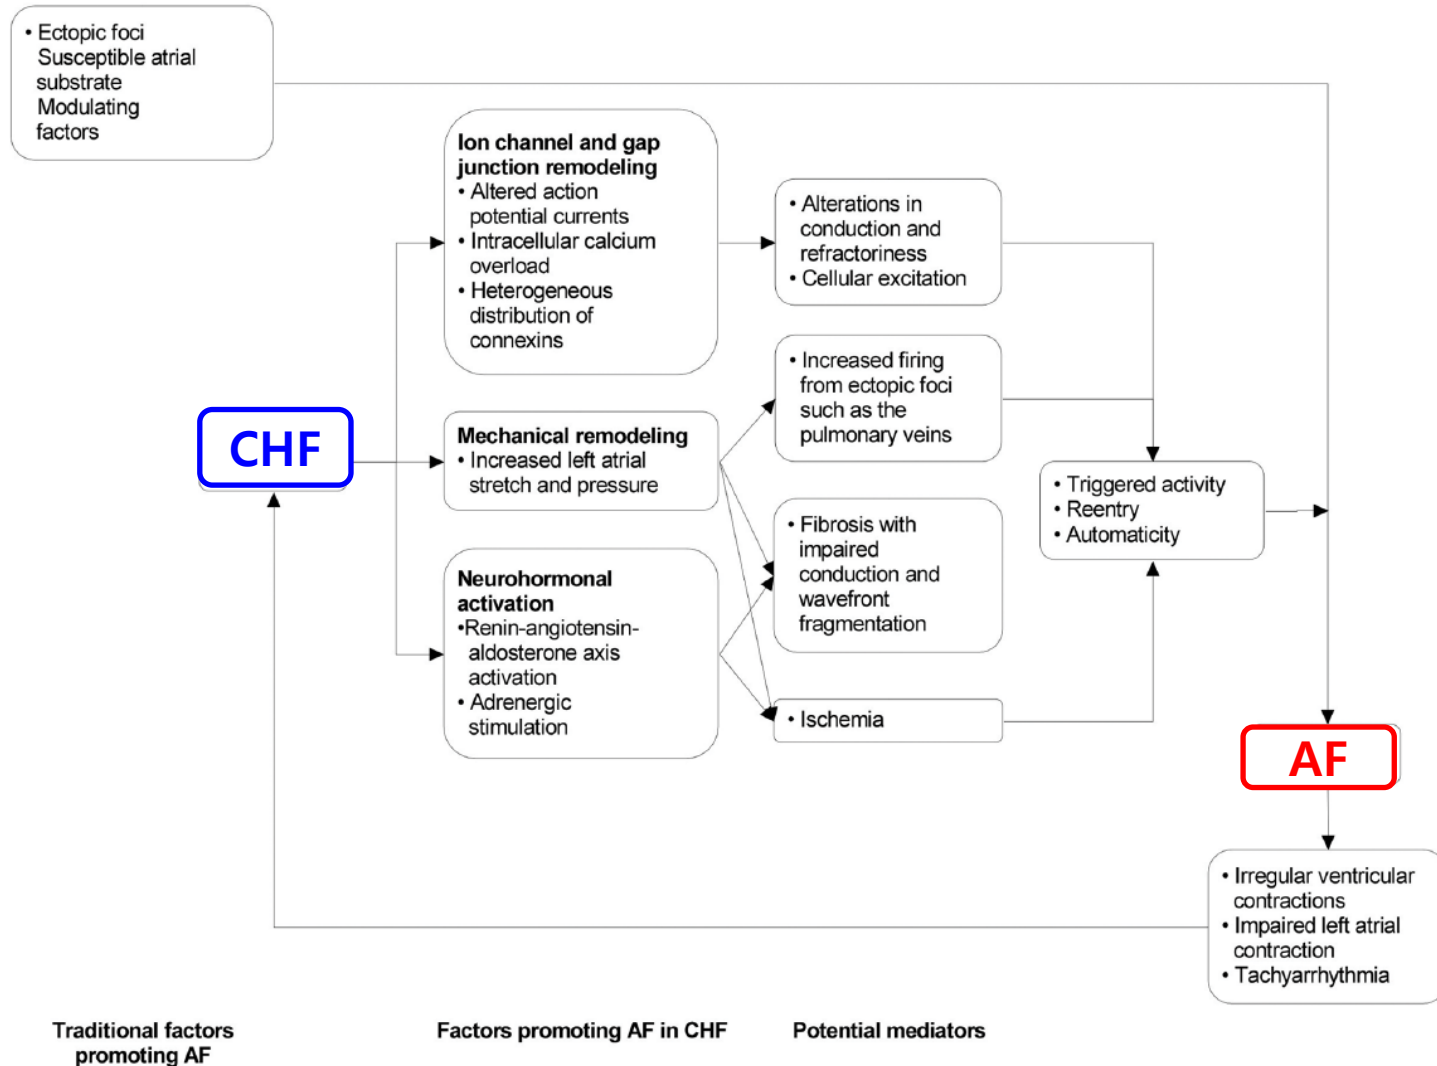 • Ectopic foci
Susceptible atrial
substrate
Modulating
factors
Ion channel and gap
junction remodeling
• Altered action
potential currents
• Intracellular calcium
overload
• Heterogeneous
distribution of
connexins
• Alterations in
conduction and
refractoriness
• Cellular excitation
• Increased firing
from ectopic foci
such as the
pulmonary veins
CHF
Mechanical remodeling
• Increased left atrial
stretch and pressure
• Triggered activity
• Reentry
• Automaticity
• Fibrosis with
impaired
conduction and
wavefront
fragmentation
Neurohormonal
activation
•Renin-angiotensin-
aldosterone axis
activation
• Adrenergic
stimulation
• Ischemia
AF
• Irregular ventricular
contractions
• Impaired left atrial
contraction
• Tachyarrhythmia
Traditional factors
promoting AF
Factors promoting AF in CHF
Potential mediators